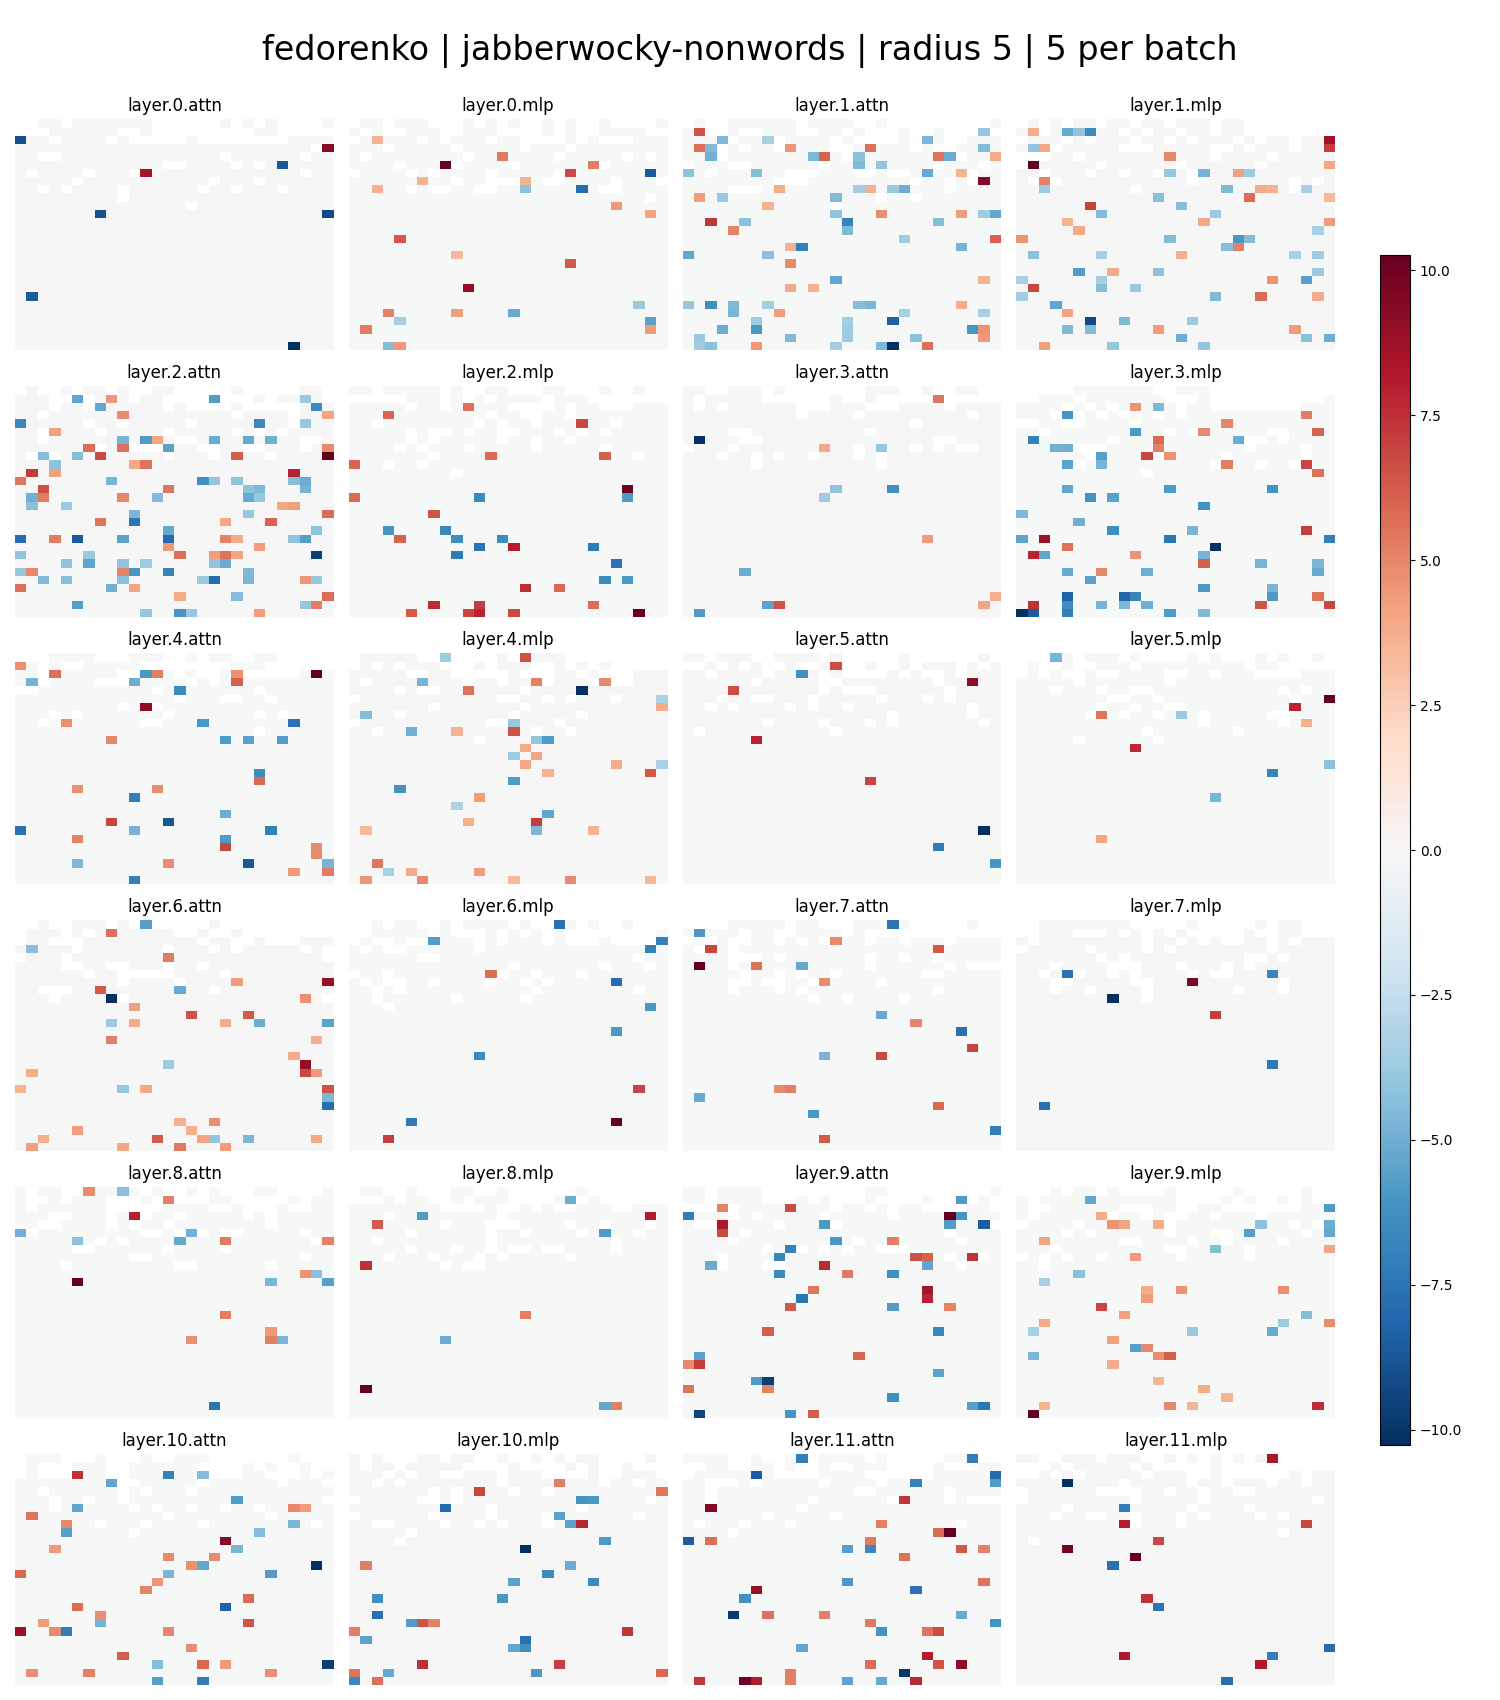 fedorenko | jabberwocky-nonwords | radius 5 | 5 per batch
layer.0.attn
layer.0.mlp
layer.1.attn
layer.1.mlp
layer.2.attn
layer.2.mlp
layer.3.attn
layer.3.mlp
layer.4.attn
layer.4.mlp
layer.5.attn
layer.5.mlp
layer.6.attn
layer.6.mlp
layer.7.attn
layer.7.mlp
layer.8.attn
layer.8.mlp
layer.9.attn
layer.9.mlp
layer.10.attn
layer.10.mlp
layer.11.attn
layer.11.mlp
10.0
7.5
5.0
2.5
0.0
−2.5
−5.0
−7.5
−10.0